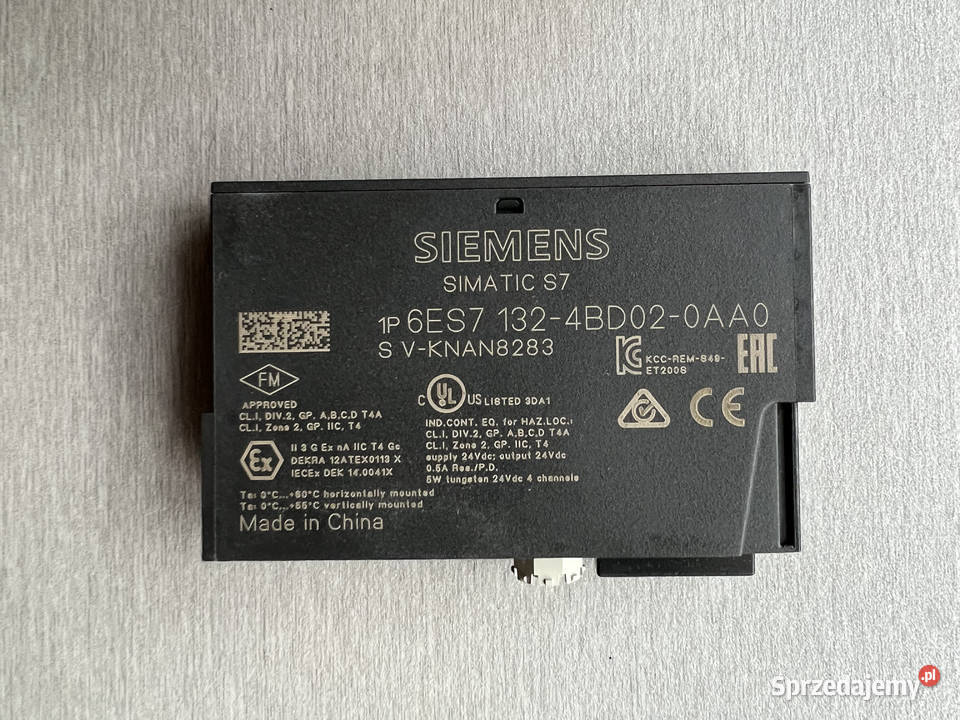 SIEMENS
SIMATIC S7
1P 6ES7 132-4BD02-0AA0
S V-KNAN8283
KCC-REM-S49-
ET200S
EAC
FM
APPROVED
CL.I, DIV.2, GP. A,B,C,D T4A
CL.I, Zone 2, GP. IIC, T4
C UL US LISTED 3DA1
IND.CONT. EQ. for HAZ.LOC.:
CL.I, DIV.2, GP. A,B,C,D T4A
CL.I, Zone 2, GP. IIC, T4
supply 24Vdc; output 24Vdc
0.5A Res./P.D.
5W tungsten 24Vdc 4 channels
CE
Ex
II 3 G Ex nA IIC T4 Gc
DEKRA 12ATEX0113 X
IECEx DEK 14.0041X
Ta: 0°C...+60°C horizontally mounted
Ta: 0°C...+55°C vertically mounted
Made in China
Sprzedajemy.pl